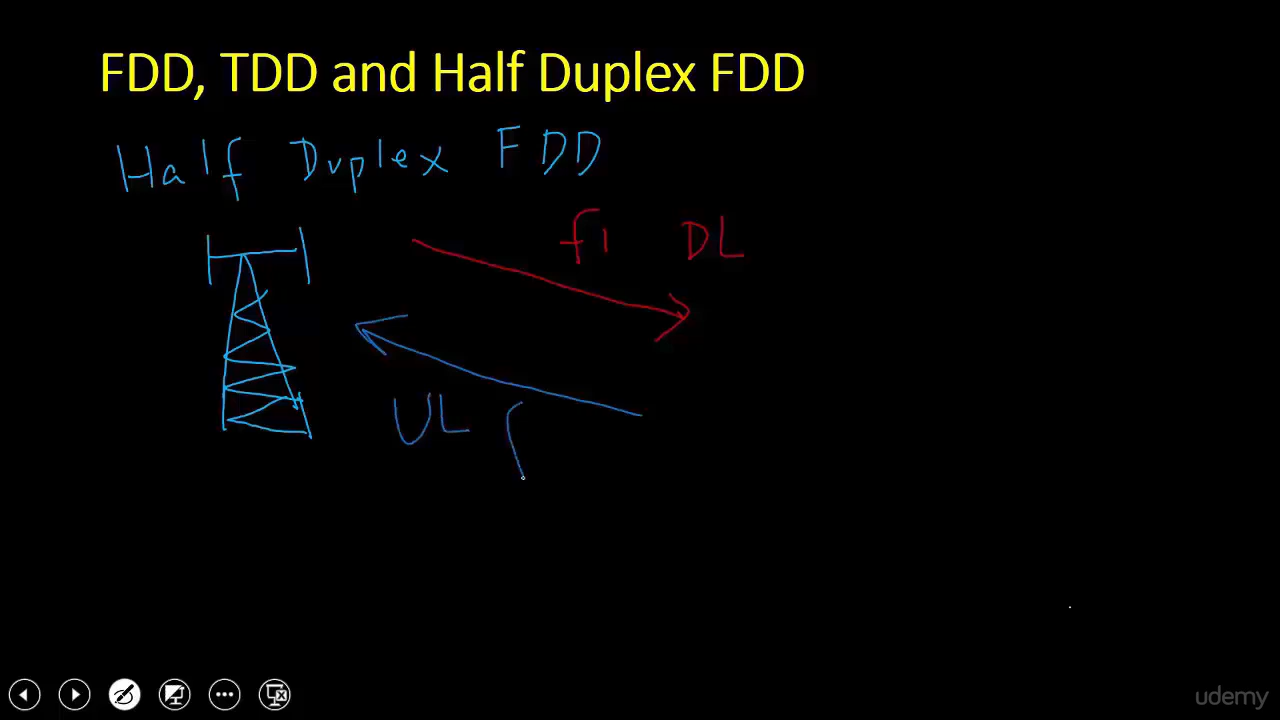 FDD, TDD and Half Duplex FDD
Half Duplex FDD
f1 DL
UL
udemy